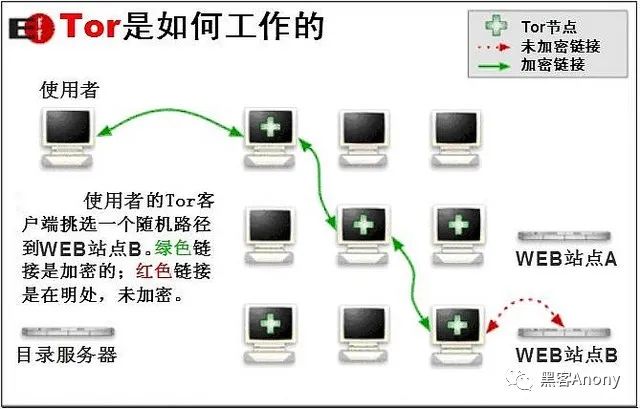 Tor是如何工作的
Tor节点
未加密链接
加密链接
使用者
使用者的Tor客
户端挑选一个随机路径
到WEB站点B。绿色链
接是加密的；红色链接
是在明处，未加密。
WEB站点A
目录服务器
WEB站点B
黑客Anony